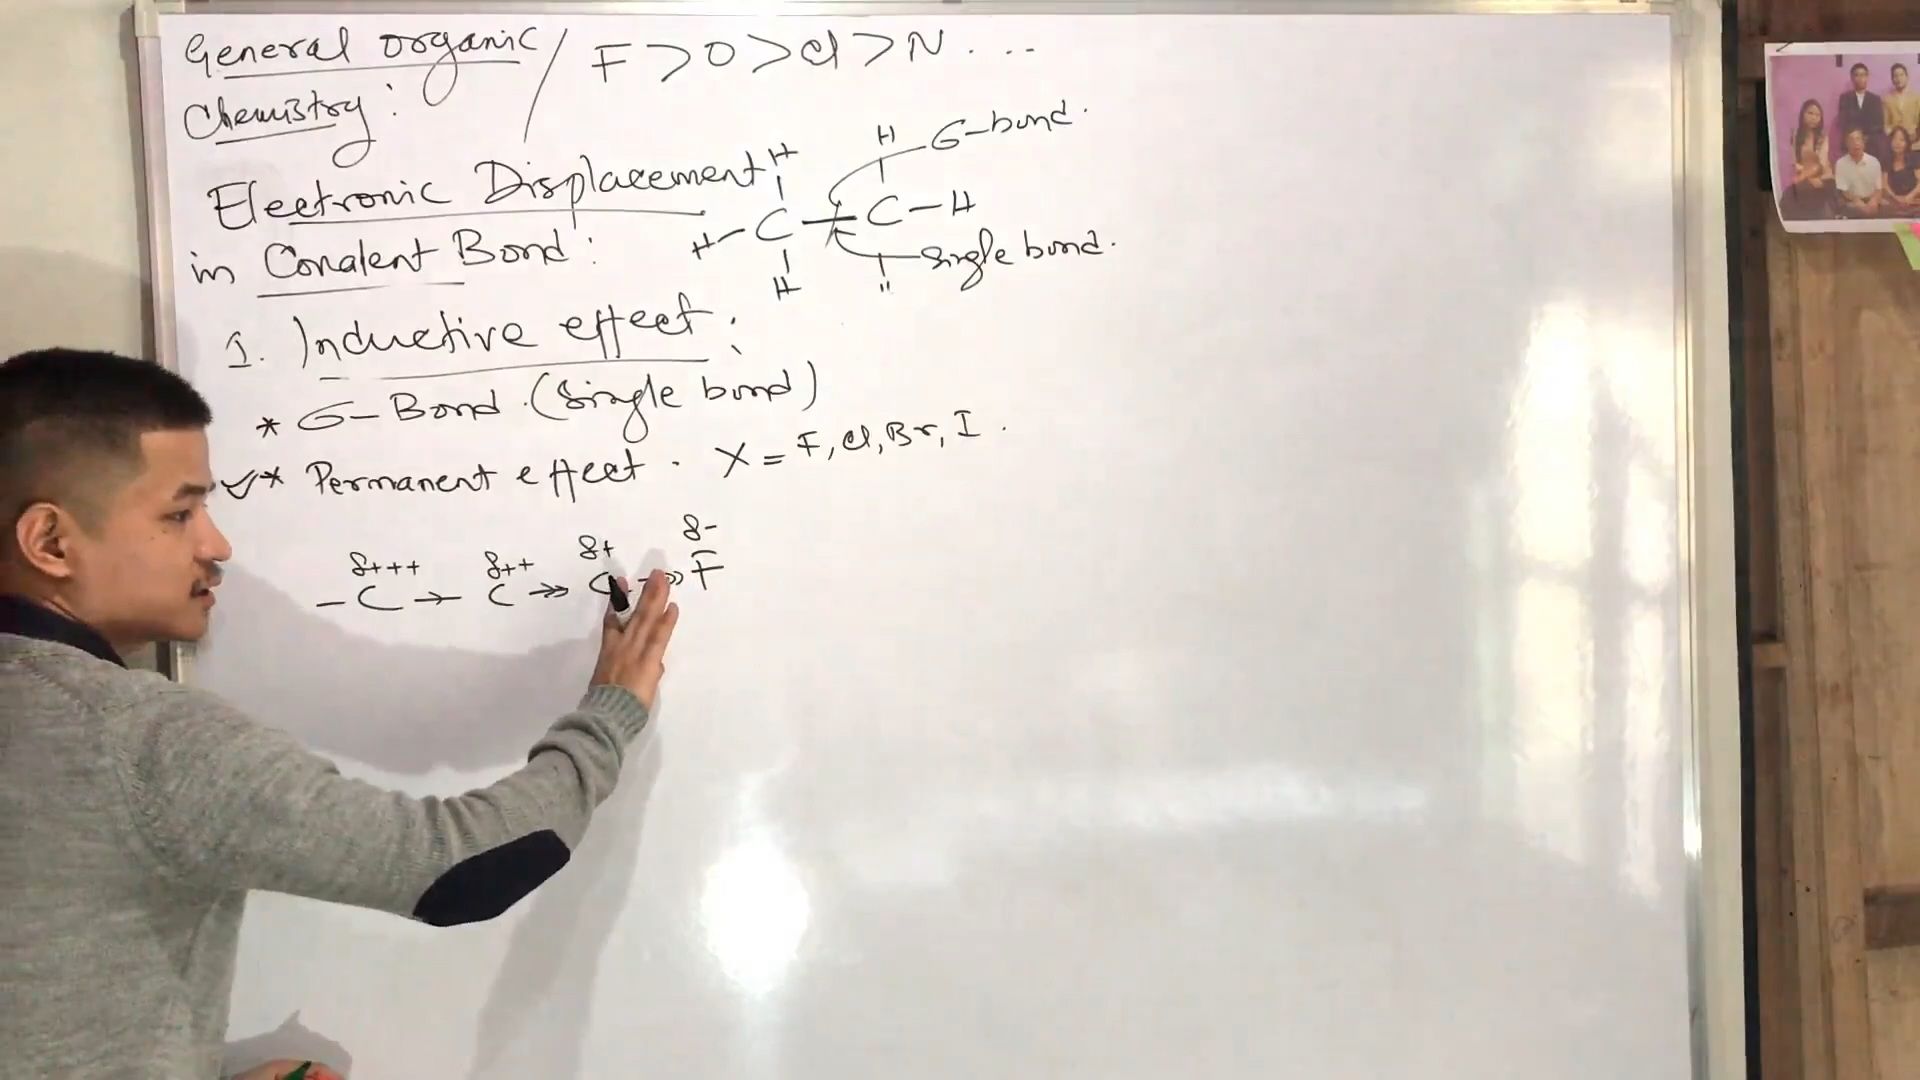 General organic / F > O > Cl > N ...
Chemistry:
Electronic Displacement
in Conalent Bond:
H H σ-bond.
H - C - C - H
H " single bond.
1. Inductive effect:
* σ- Bond. (single bond)
* Permanent effect. X = F, Cl, Br, I.
δ+++ δ++ δ+ δ-
- C → C ↠ C ↠ F